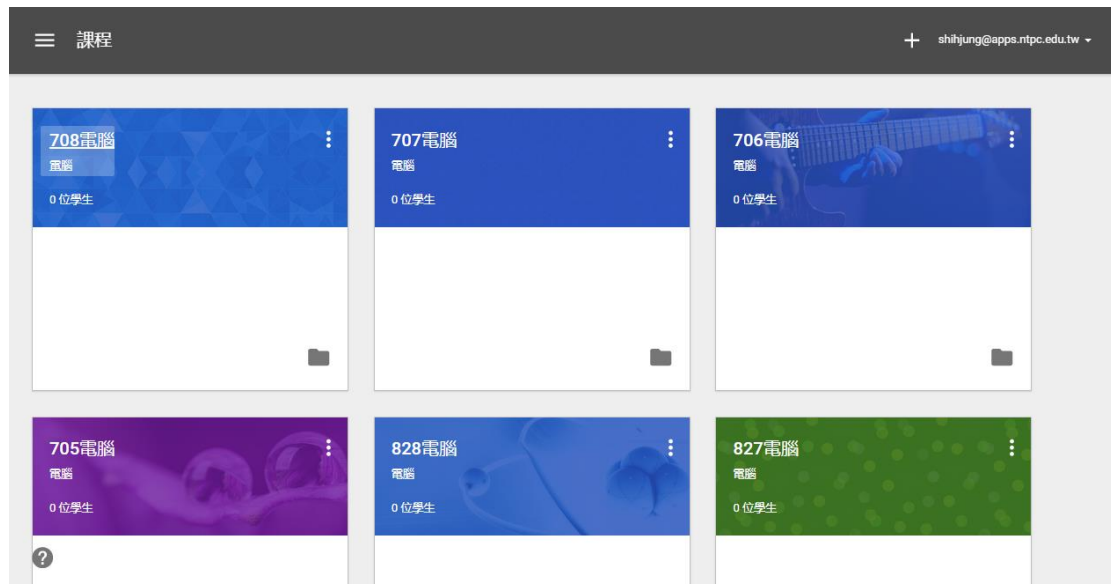 課程
shihjung@apps.ntpc.edu.tw
708電腦
電腦
0 位學生
707電腦
電腦
0 位學生
706電腦
電腦
0 位學生
705電腦
電腦
0 位學生
828電腦
電腦
0 位學生
827電腦
電腦
0 位學生
?